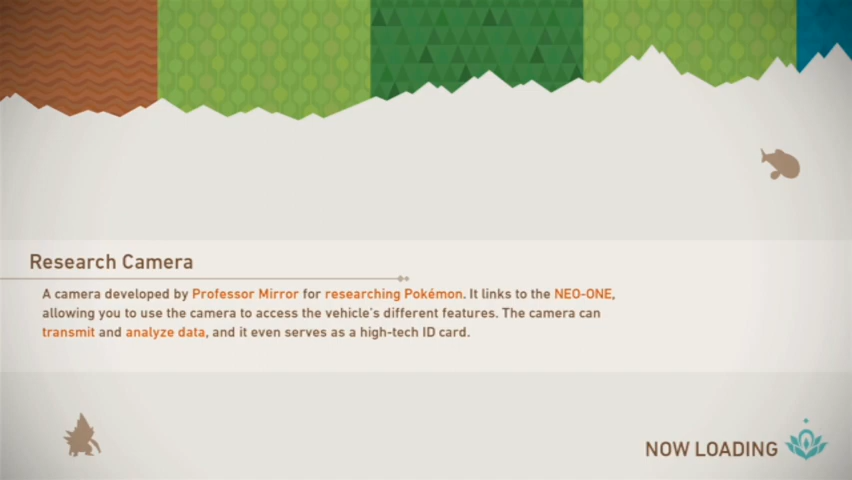 Research Camera
A camera developed by Professor Mirror for researching Pokémon. It links to the NEO-ONE,
allowing you to use the camera to access the vehicle's different features. The camera can
transmit and analyze data, and it even serves as a high-tech ID card.
NOW LOADING